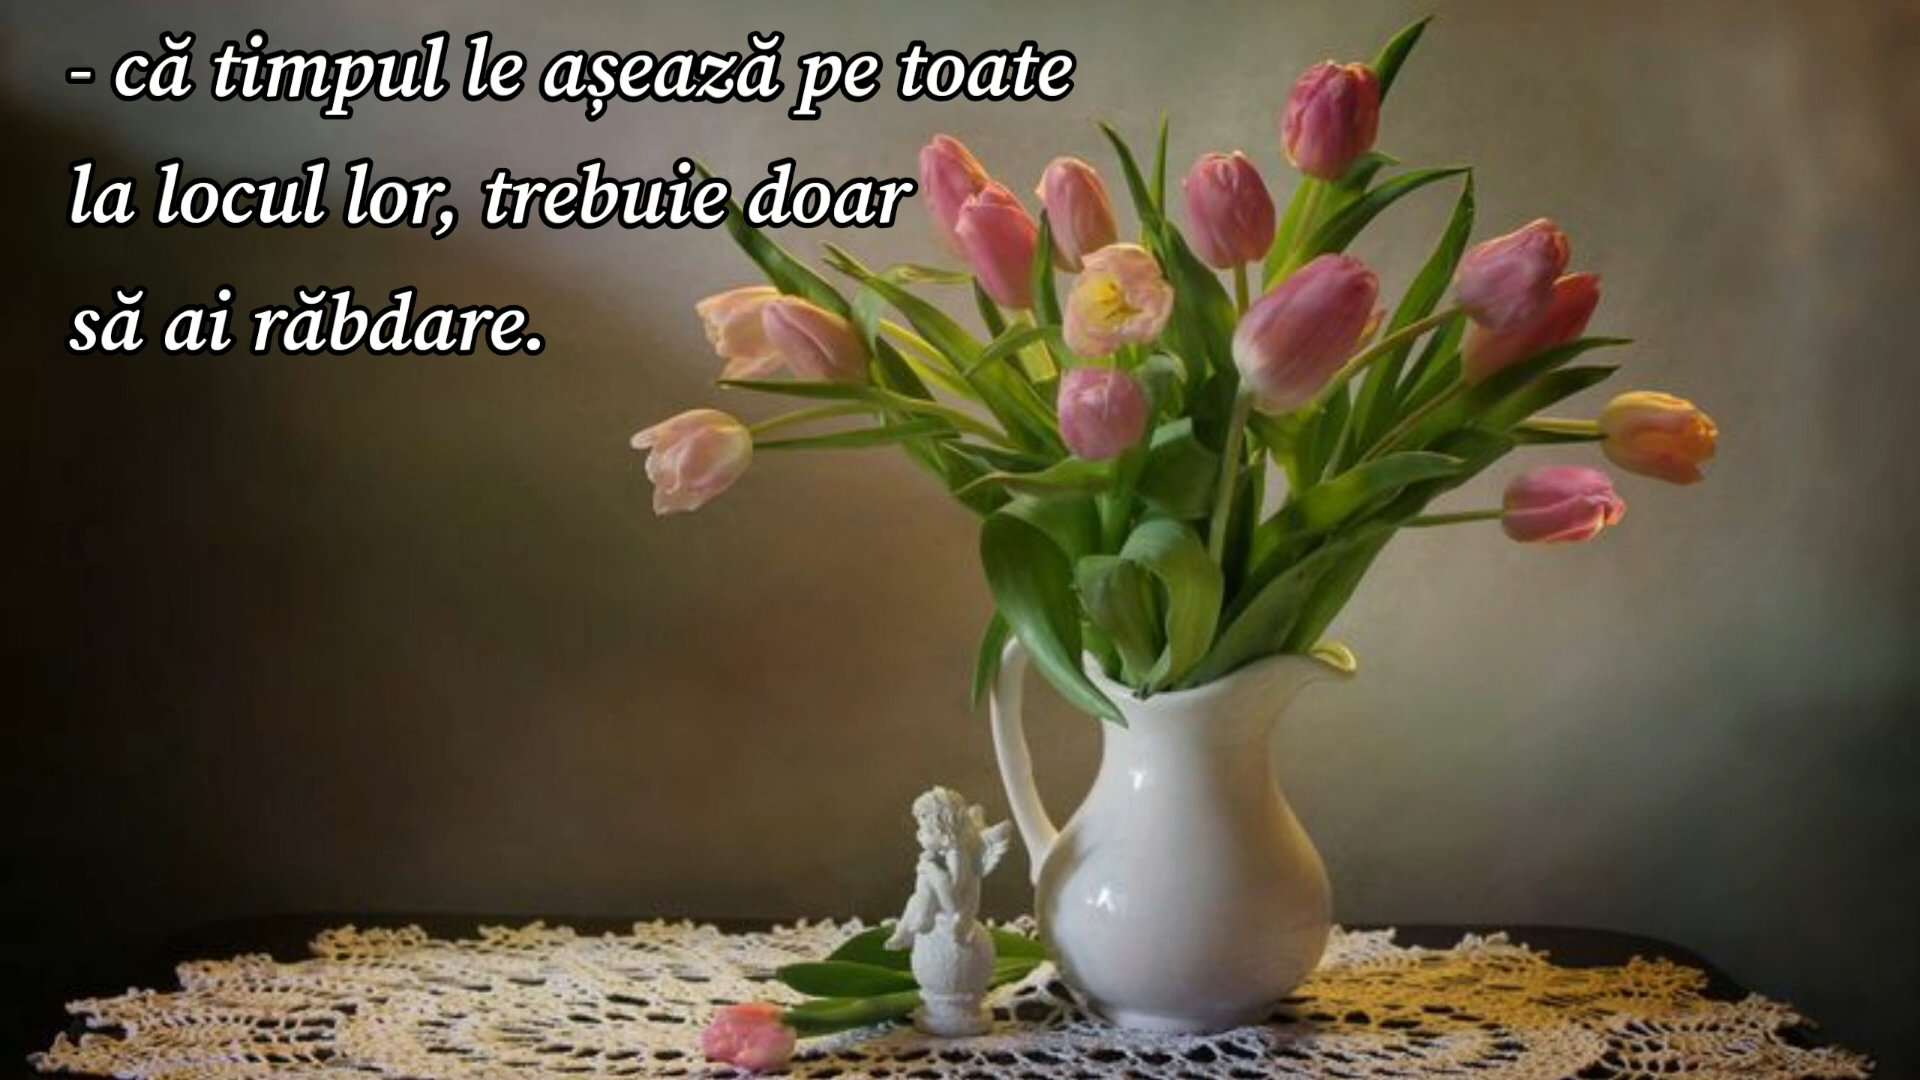 - că timpul le așează pe toate
la locul lor, trebuie doar
să ai răbdare.